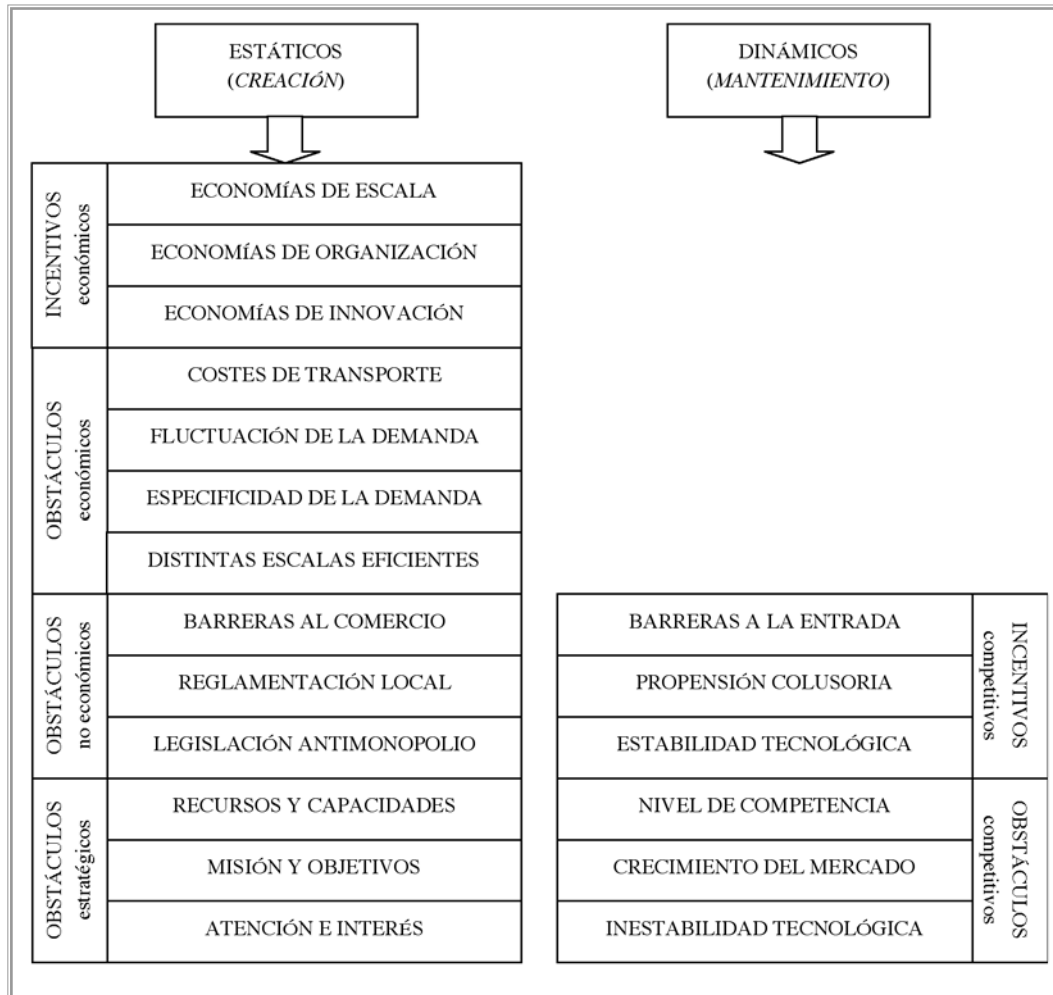 ESTÁTICOS
(CREACIÓN)
DINÁMICOS
(MANTENIMIENTO)
INCENTIVOS
económicos
ECONOMÍAS DE ESCALA
ECONOMÍAS DE ORGANIZACIÓN
ECONOMÍAS DE INNOVACIÓN
OBSTÁCULOS
económicos
COSTES DE TRANSPORTE
FLUCTUACIÓN DE LA DEMANDA
ESPECIFICIDAD DE LA DEMANDA
DISTINTAS ESCALAS EFICIENTES
OBSTÁCULOS
no económicos
BARRERAS AL COMERCIO
REGLAMENTACIÓN LOCAL
LEGISLACIÓN ANTIMONOPOLIO
OBSTÁCULOS
estratégicos
RECURSOS Y CAPACIDADES
MISIÓN Y OBJETIVOS
ATENCIÓN E INTERÉS
BARRERAS A LA ENTRADA
PROPENSIÓN COLUSORIA
ESTABILIDAD TECNOLÓGICA
INCENTIVOS
competitivos
NIVEL DE COMPETENCIA
CRECIMIENTO DEL MERCADO
INESTABILIDAD TECNOLÓGICA
OBSTÁCULOS
competitivos